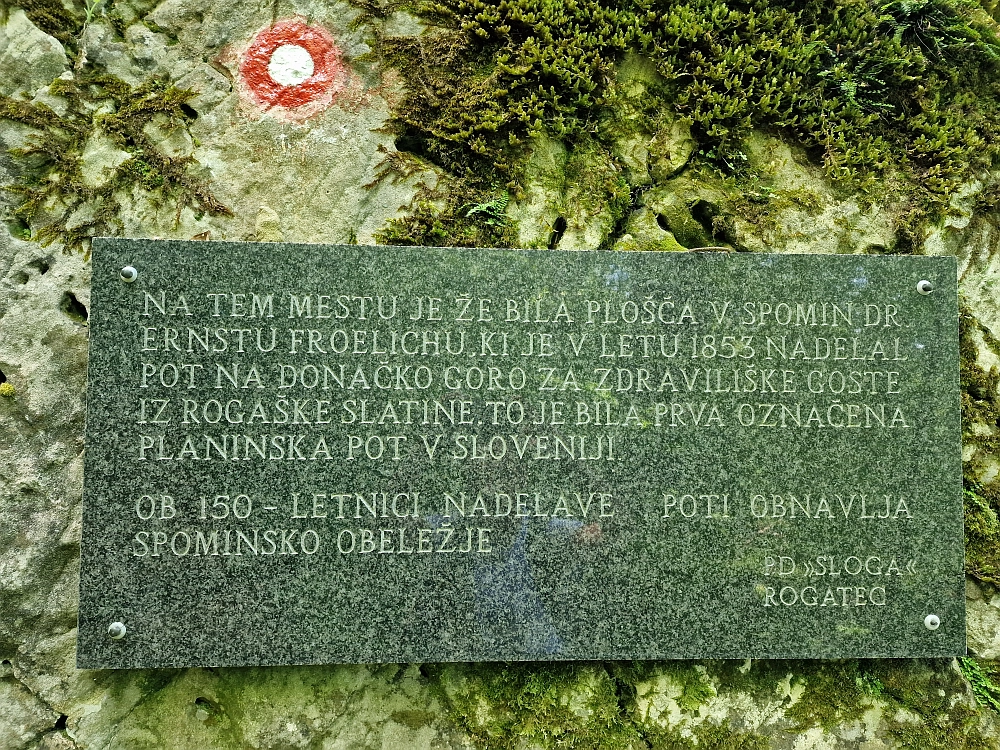 NA TEM MESTU JE ŽE BILA PLOŠČA V SPOMIN DR
ERNSTU FROELICHU, KI JE V LETU 1853 NADELAL
POT NA DONAČKO GORO ZA ZDRAVILIŠKE GOSTE
IZ ROGAŠKE SLATINE. TO JE BILA PRVA OZNAČENA
PLANINSKA POT V SLOVENIJI.
OB 150 - LETNICI NADELAVE POTI OBNAVLJA
SPOMINSKO OBELEŽJE
PD »SLOGA«
ROGATEC